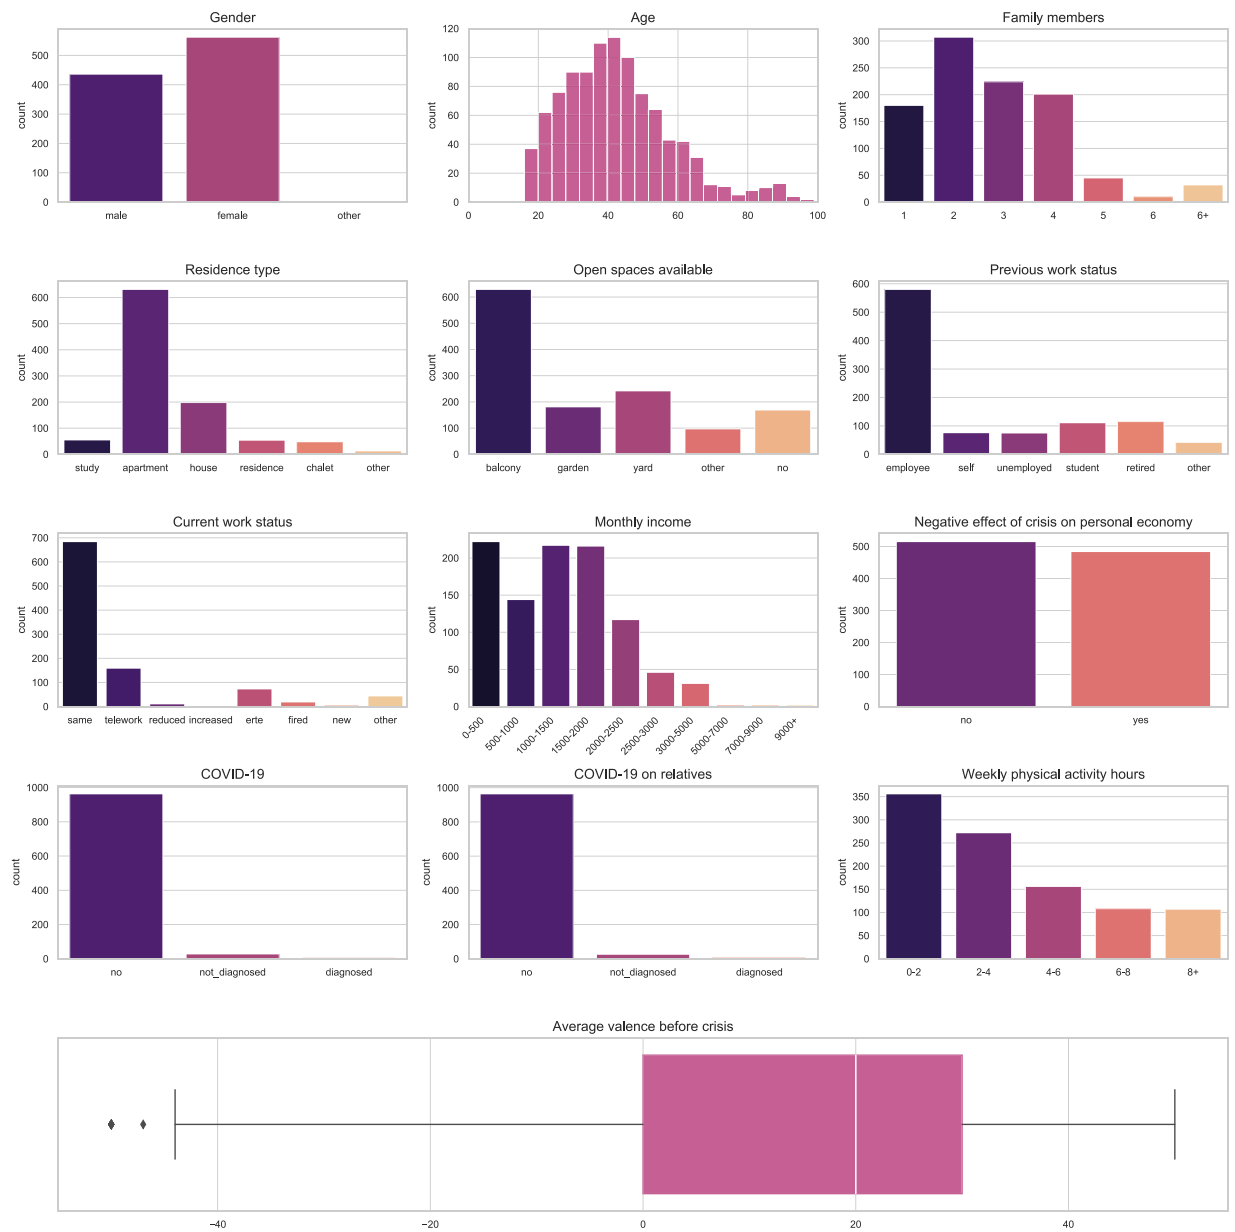 Gender
count
500
400
300
200
100
0
male female other
Age
count
120
100
80
60
40
20
0
0 20 40 60 80 100
Family members
count
300
250
200
150
100
50
0
1 2 3 4 5 6 6+
Residence type
count
600
500
400
300
200
100
0
study apartment house residence chalet other
Open spaces available
count
600
500
400
300
200
100
0
balcony garden yard other no
Previous work status
count
600
500
400
300
200
100
0
employee self unemployed student retired other
Current work status
count
700
600
500
400
300
200
100
0
same telework reduced increased erte fired new other
Monthly income
count
200
150
100
50
0
0-500 500-1000 1000-1500 1500-2000 2000-2500 2500-3000 3000-5000 5000-7000 7000-9000 9000+
Negative effect of crisis on personal economy
count
500
400
300
200
100
0
no yes
COVID-19
count
1000
800
600
400
200
0
no not_diagnosed diagnosed
COVID-19 on relatives
count
1000
800
600
400
200
0
no not_diagnosed diagnosed
Weekly physical activity hours
count
350
300
250
200
150
100
50
0
0-2 2-4 4-6 6-8 8+
Average valence before crisis
−40 −20 0 20 40